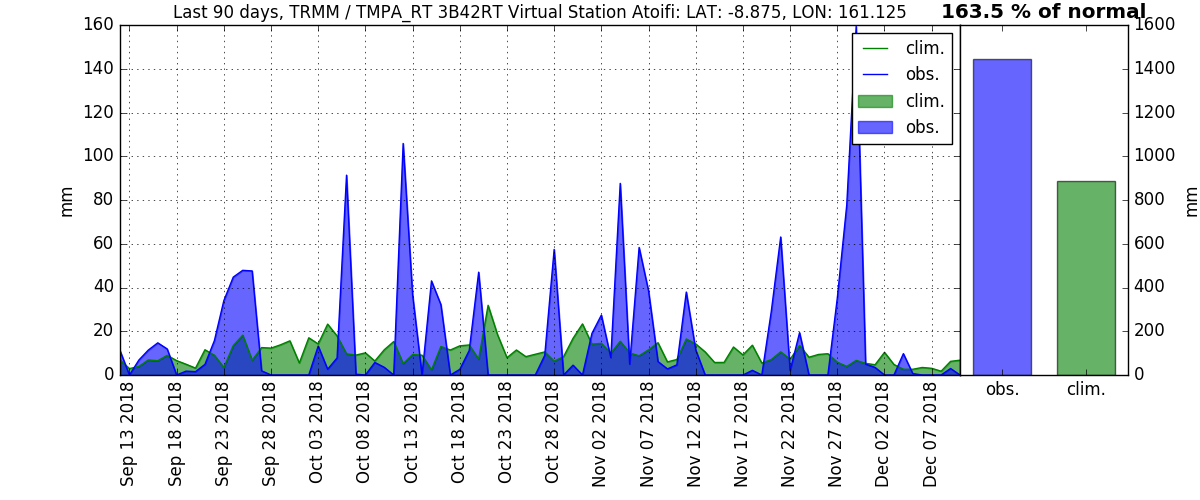 Last 90 days, TRMM / TMPA_RT 3B42RT Virtual Station Atoifi: LAT: -8.875, LON: 161.125
163.5 % of normal
160
140
120
100
80
60
40
20
0
mm
clim.
obs.
clim.
obs.
1600
1400
1200
1000
800
600
400
200
0
mm
Sep 13 2018
Sep 18 2018
Sep 23 2018
Sep 28 2018
Oct 03 2018
Oct 08 2018
Oct 13 2018
Oct 18 2018
Oct 23 2018
Oct 28 2018
Nov 02 2018
Nov 07 2018
Nov 12 2018
Nov 17 2018
Nov 22 2018
Nov 27 2018
Dec 02 2018
Dec 07 2018
obs.
clim.